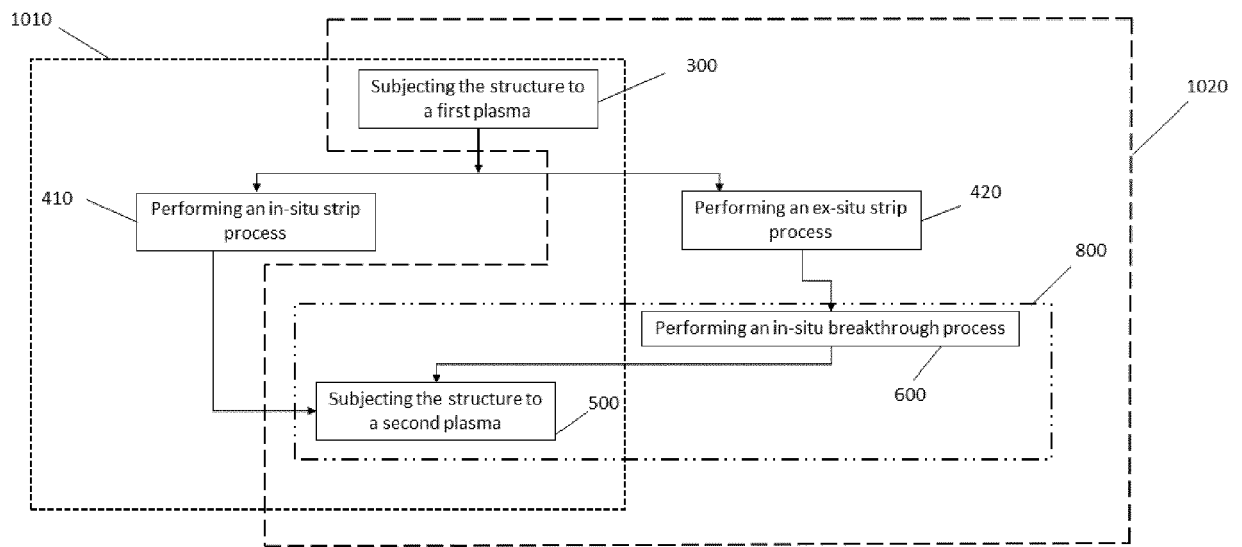 1010
Subjecting the structure to
a first plasma
300
1020
410
Performing an in-situ strip
process
Performing an ex-situ strip
process
420
800
Performing an in-situ breakthrough process
600
Subjecting the structure to
a second plasma
500